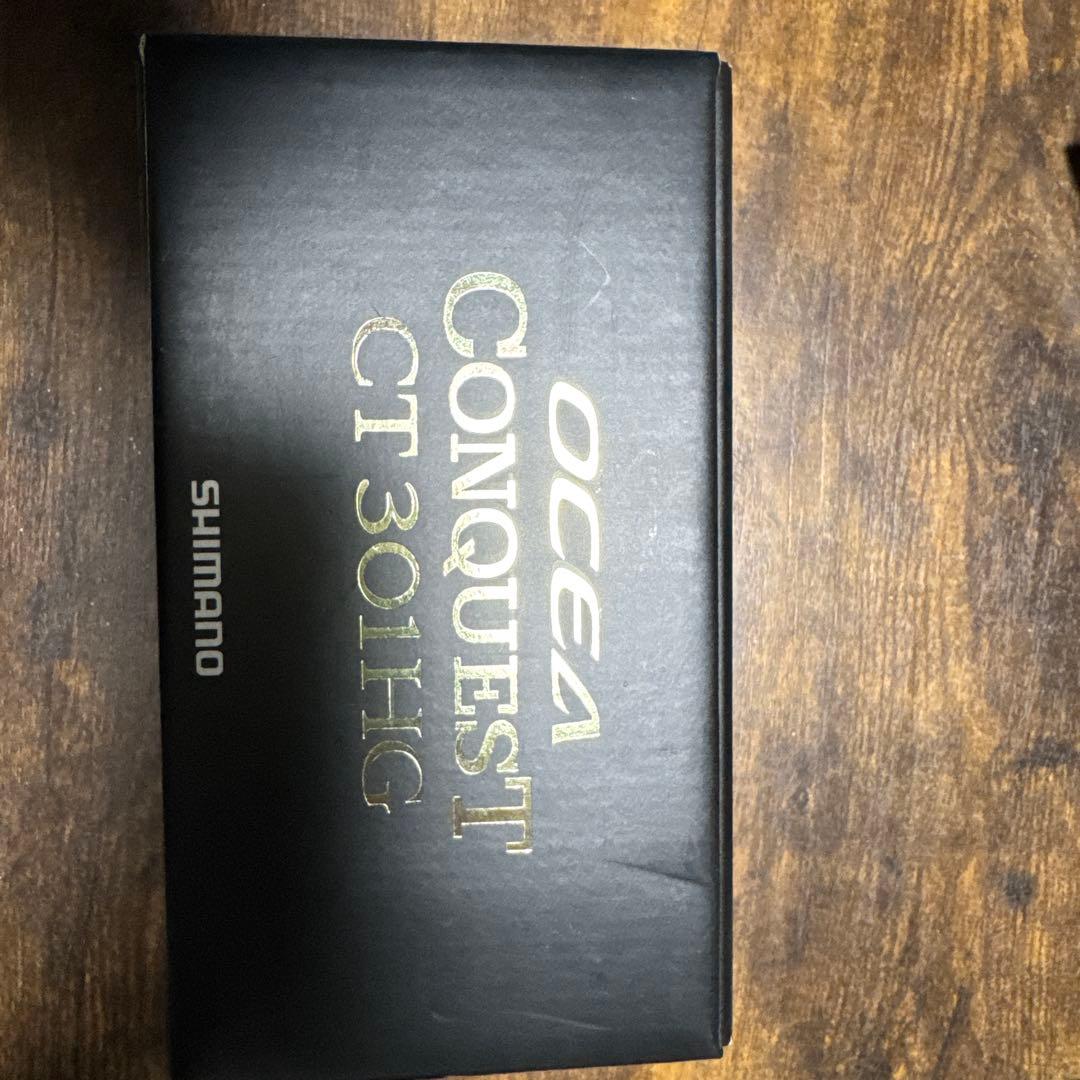 OCEA
CONQUEST
CT 301HG
SHIMANO